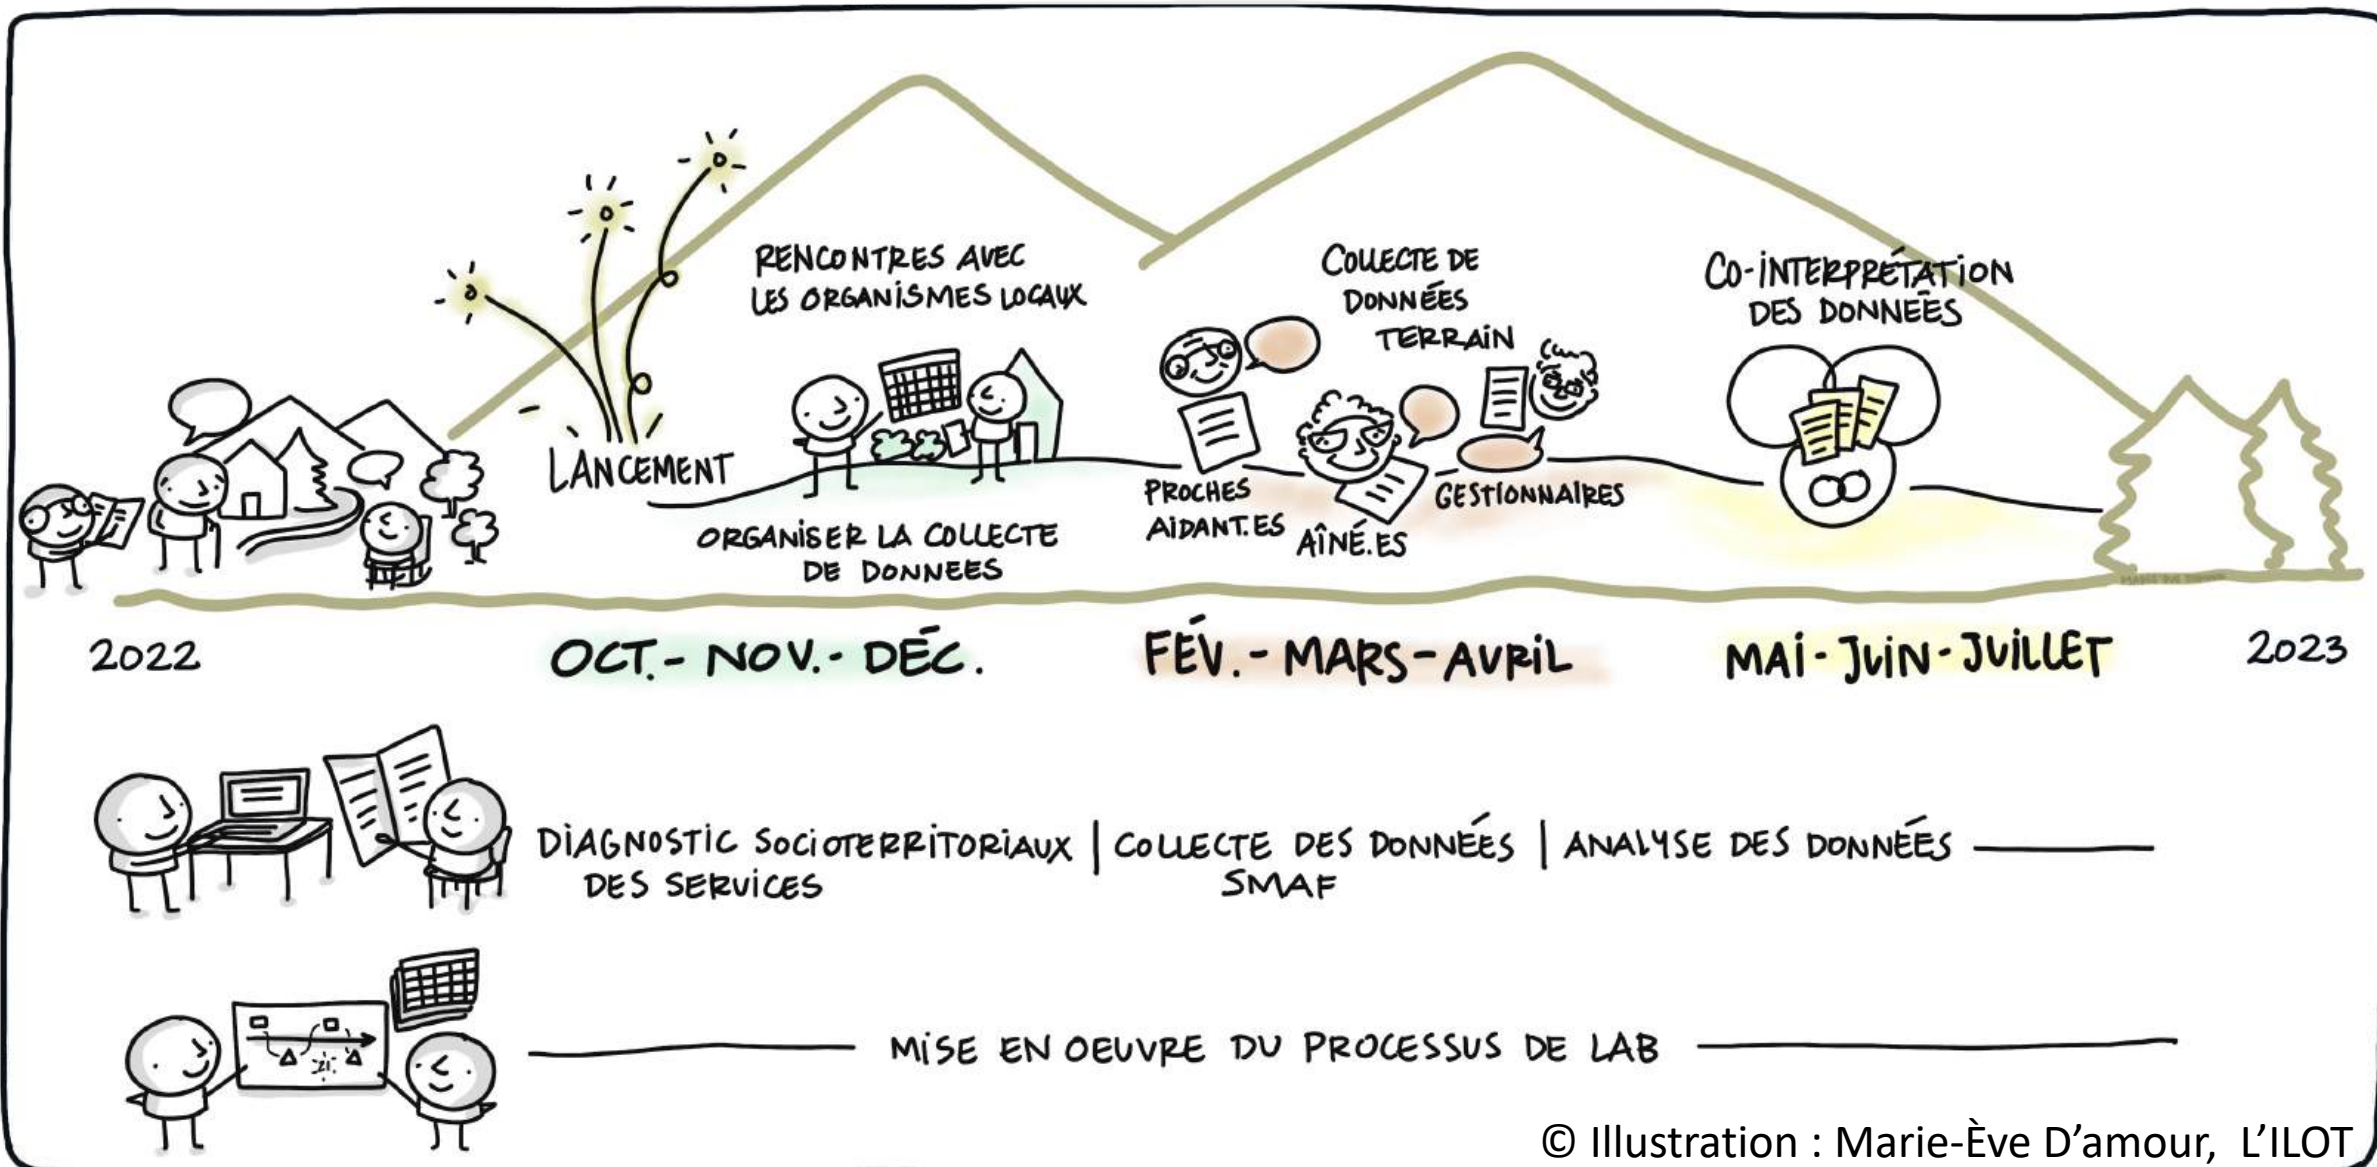 LANCEMENT
RENCONTRES AVEC
LES ORGANISMES LOCAUX
ORGANISER LA COLLECTE
DE DONNEES
COLLECTE DE
DONNÉES
TERRAIN
PROCHES
AIDANT.ES
AÎNÉ.ES
GESTIONNAIRES
CO-INTERPRÉTATION
DES DONNÉES
2022
OCT.- NOV.- DÉC.
FÉV.- MARS-AVRIL
MAI-JUIN-JUILLET
2023
DIAGNOSTIC SOCIOTERRITORIAUX | COLLECTE DES DONNÉES | ANALYSE DES DONNÉES
DES SERVICES
SMAF
MISE EN OEUVRE DU PROCESSUS DE LAB
© Illustration : Marie-Ève D’amour, L’ILOT